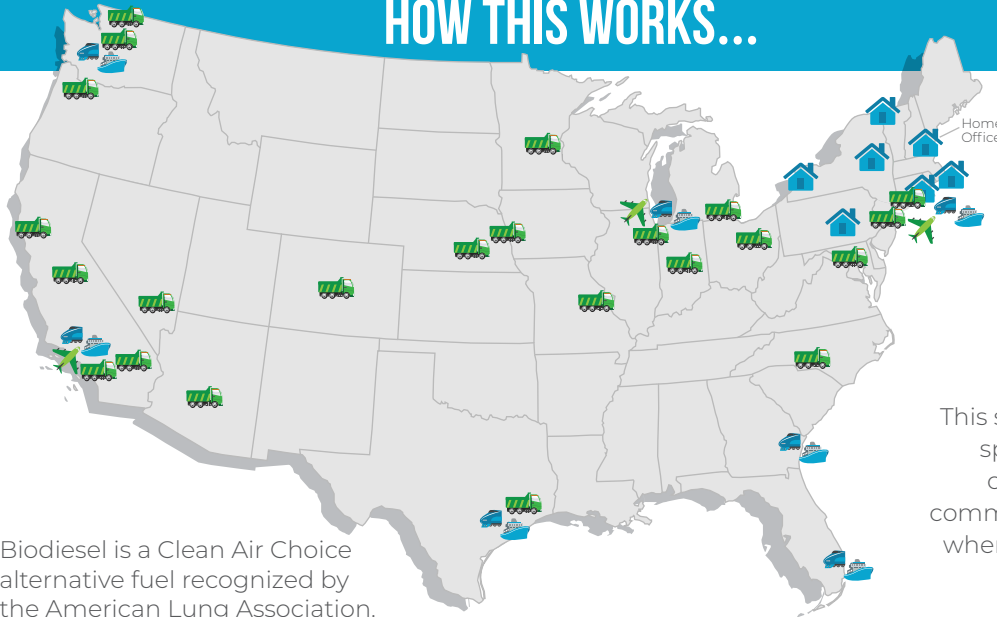 HOW THIS WORKS...
Home
Office
This s
sp
c
comm
when
Biodiesel is a Clean Air Choice
alternative fuel recognized by
the American Lung Association.